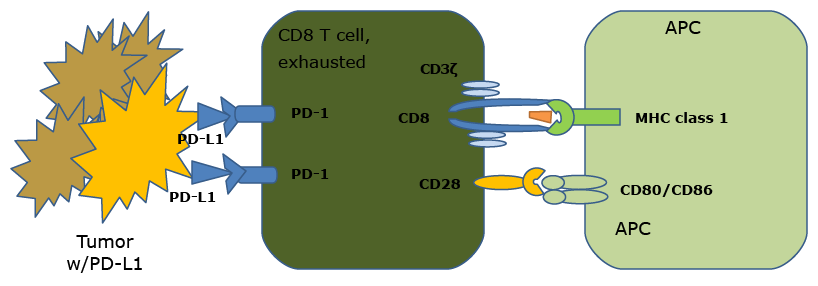 CD8 T cell,
exhausted
APC
CD3ζ
PD-1
CD8
MHC class 1
PD-L1
PD-1
CD28
CD80/CD86
PD-L1
APC
Tumor
w/PD-L1